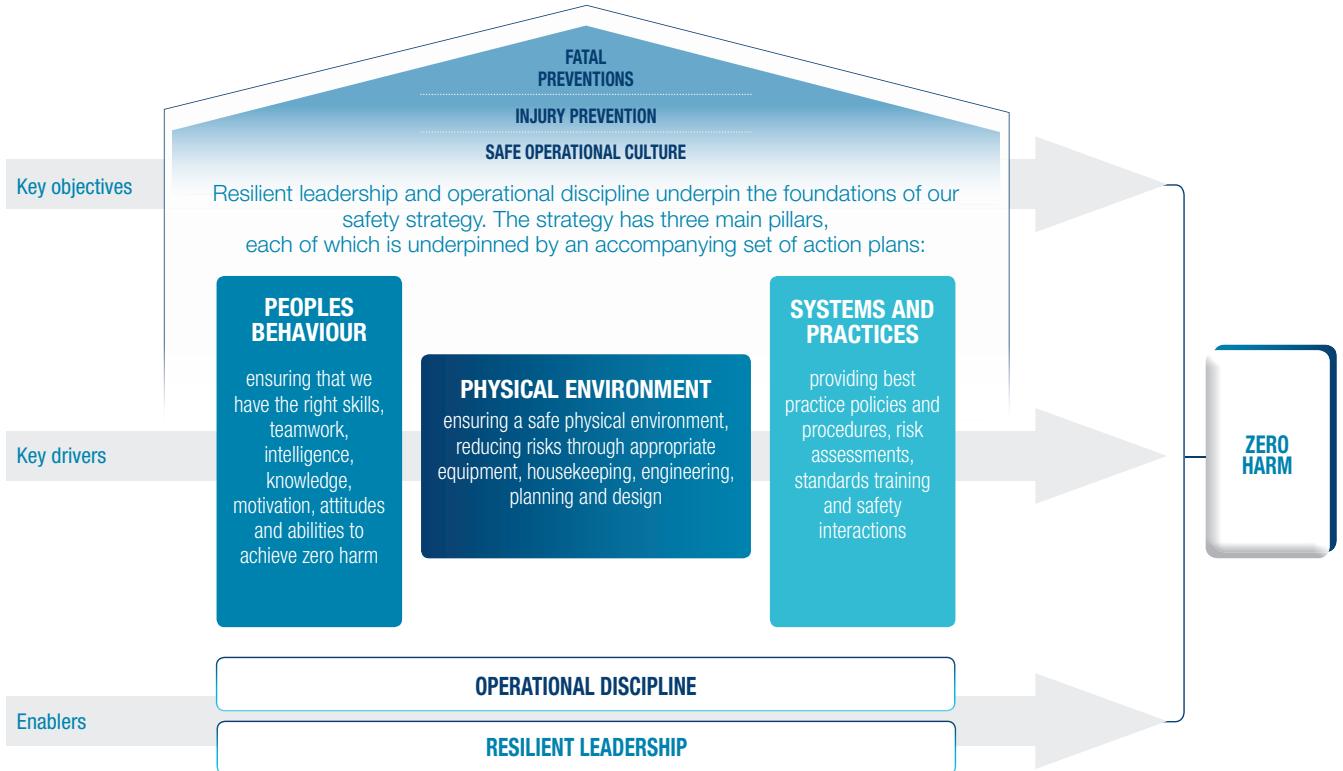 FATAL
PREVENTIONS
INJURY PREVENTION
SAFE OPERATIONAL CULTURE
Key objectives
Resilient leadership and operational discipline underpin the foundations of our
safety strategy. The strategy has three main pillars,
each of which is underpinned by an accompanying set of action plans:
Key drivers
PEOPLES
BEHAVIOUR
ensuring that we
have the right skills,
teamwork,
intelligence,
knowledge,
motivation, attitudes
and abilities to
achieve zero harm
PHYSICAL ENVIRONMENT
ensuring a safe physical environment,
reducing risks through appropriate
equipment, housekeeping, engineering,
planning and design
SYSTEMS AND
PRACTICES
providing best
practice policies and
procedures, risk
assessments,
standards training
and safety
interactions
ZERO
HARM
Enablers
OPERATIONAL DISCIPLINE
RESILIENT LEADERSHIP